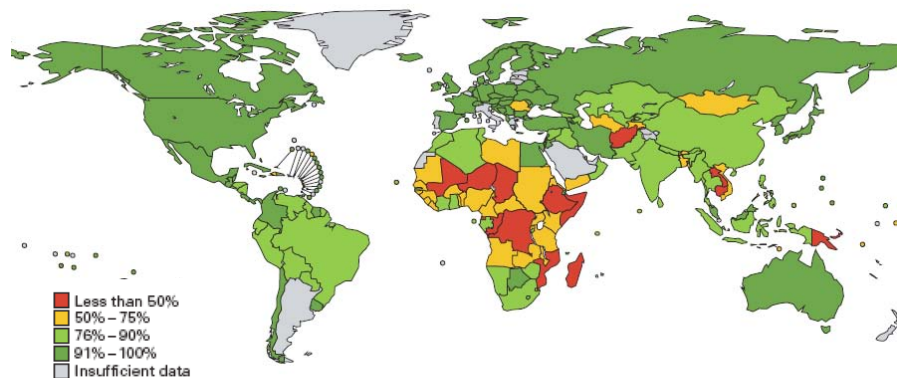 Less than 50%
50% – 75%
76% – 90%
91% – 100%
Insufficient data